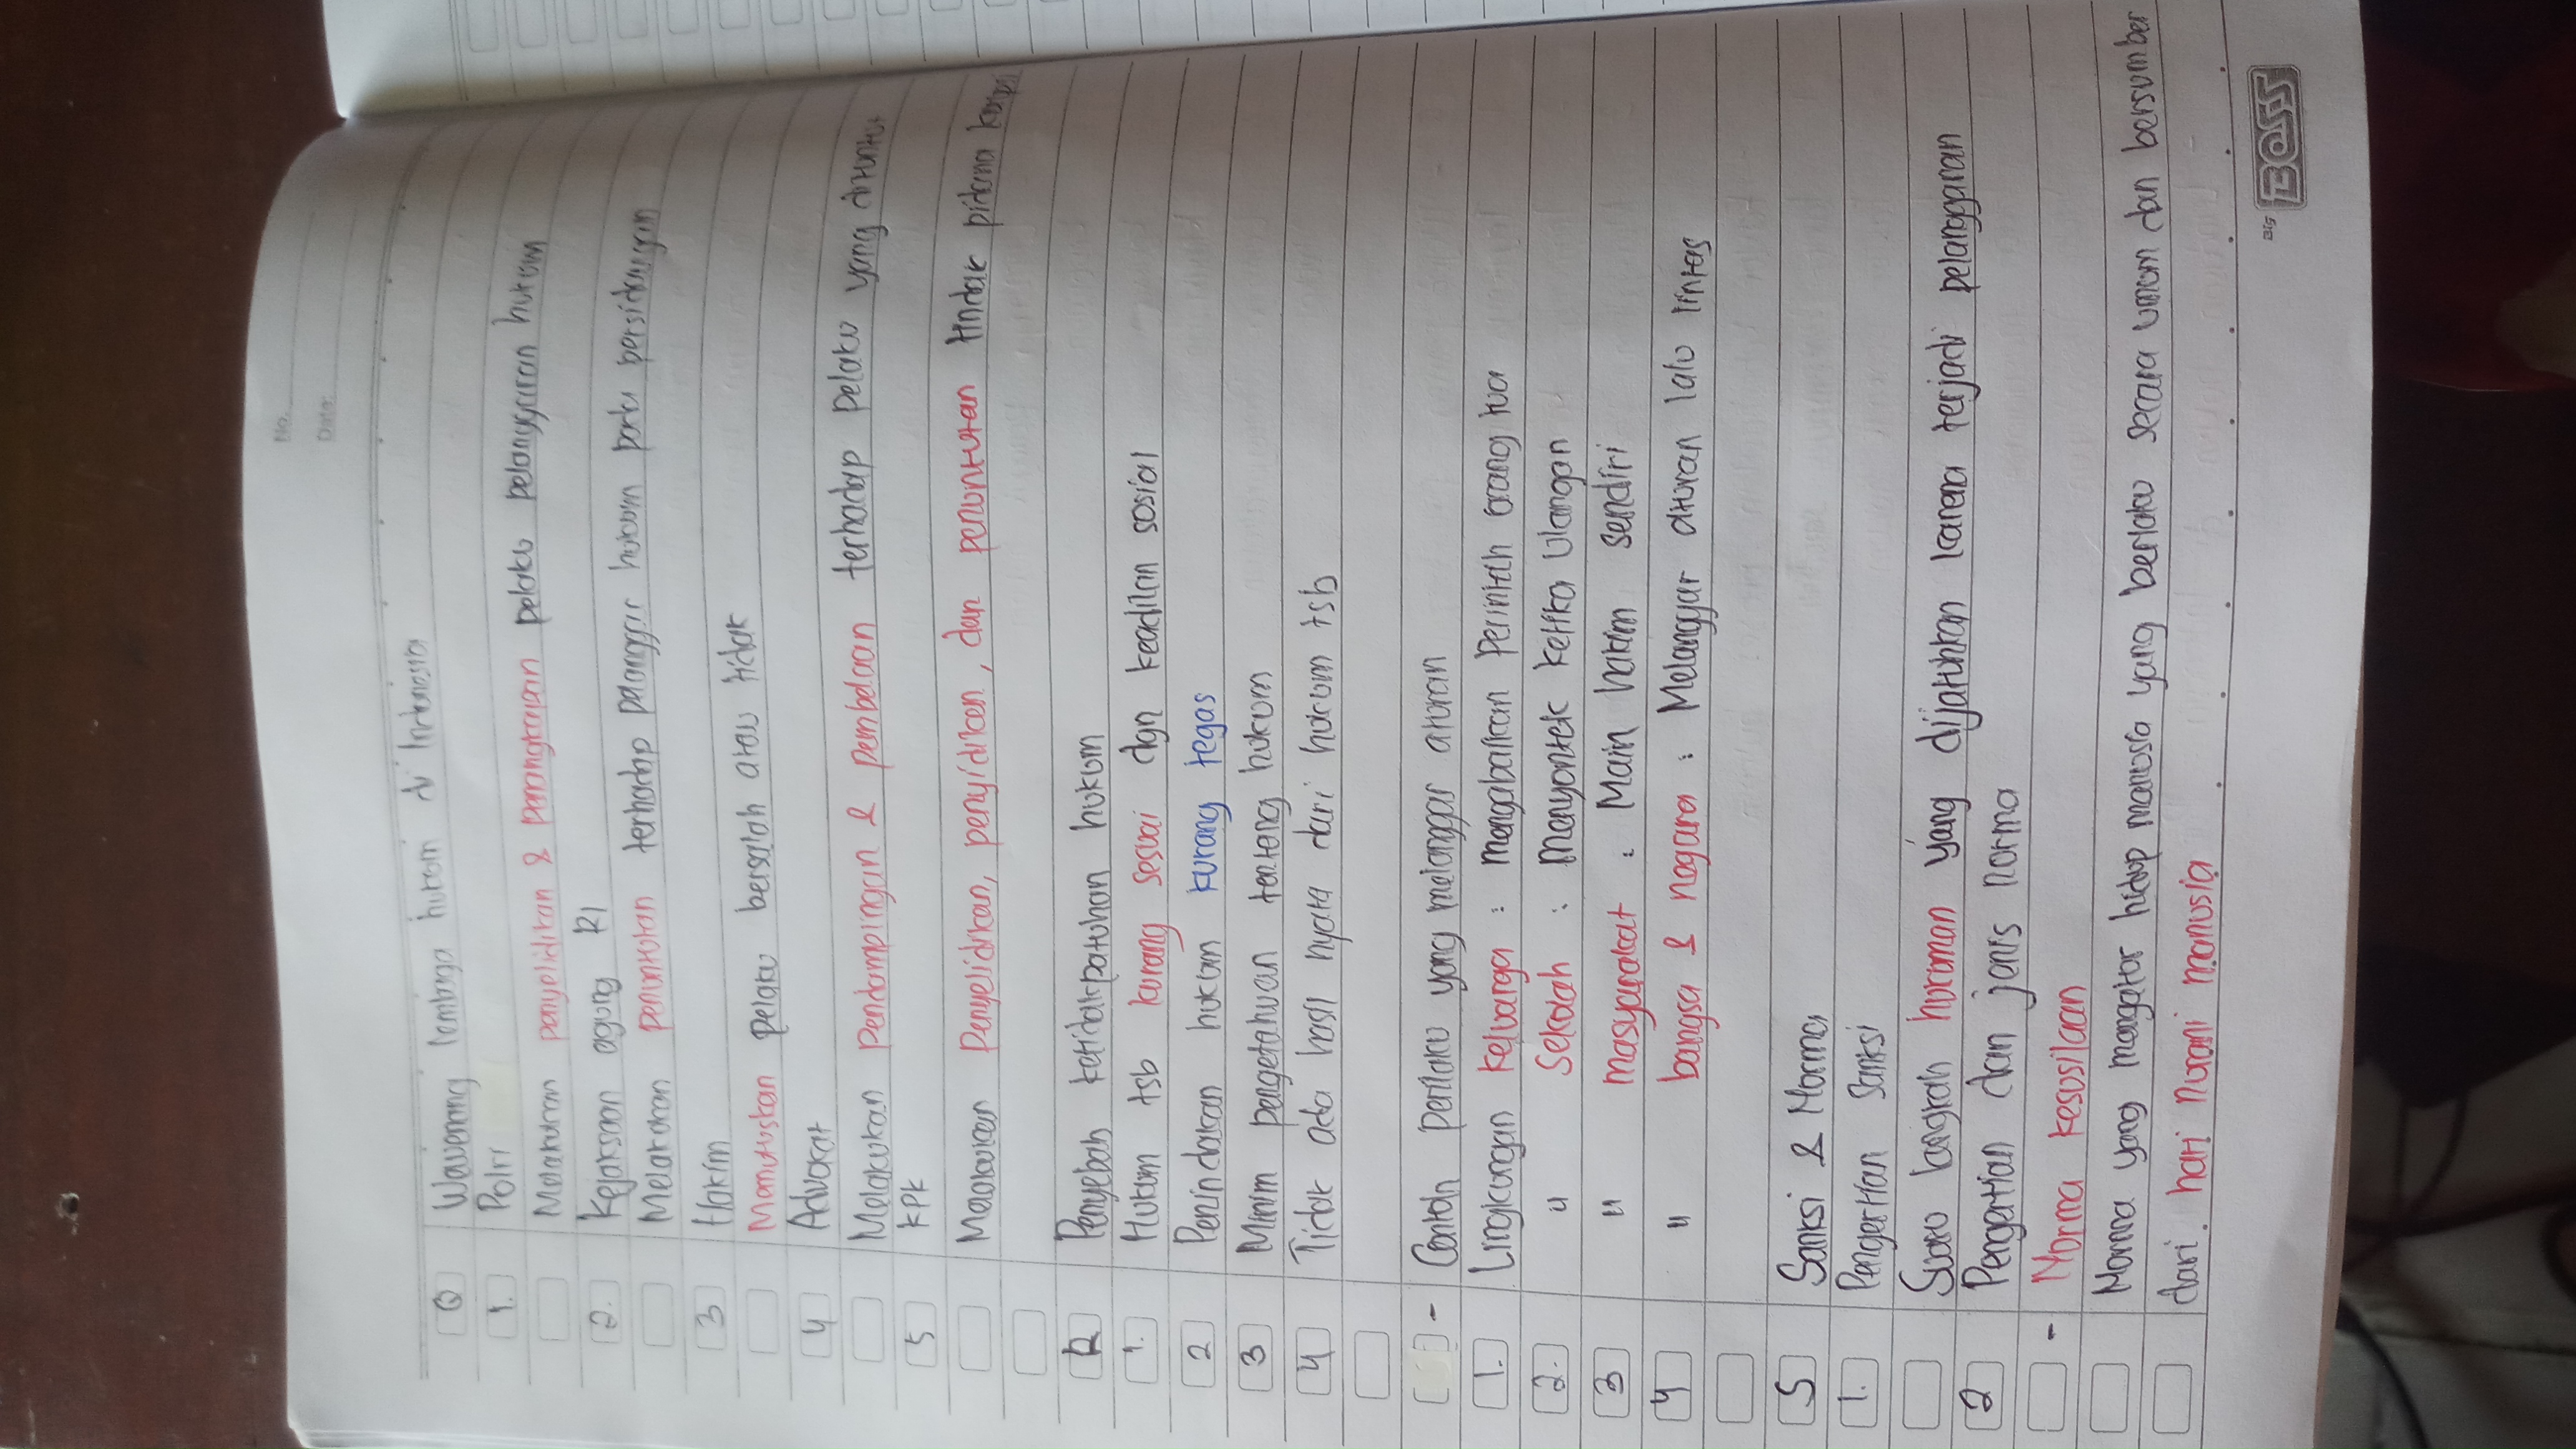 No.
Date:
Q Wewenang lembaga hukum di Indonesia
1. Polri
Melakukan penyelidikan & penangkapan pelaku pelanggaran hukum
2. Kejaksaan agung RI
Melakukan penuntutan terhadap pelanggar hukum pada persidangan
3 Hakim
Memutuskan pelaku bersalah atau tidak
4 Advokat
Melakukan Pendampingan & pembelaan terhadap pelaku yang dituntut
5 KPK
Melakukan Penyelidikan, penyidikan, dan penuntutan tindak pidana korupsi
R Penyebab ketidakpatuhan hukum
1. Hukum tsb kurang sesuai dgn keadilan sosial
2 Penindakan hukum kurang tegas
3 Minim pengetahuan tentang hukum
4 Tidak ada hasil nyata dari hukum tsb
- Contoh perilaku yang melanggar aturan
1. Lingkungan keluarga : mengabaikan Perintah orang tua
2. " Sekolah : Menyontek ketika Ulangan
3 " masyarakat : Main hakim sendiri
4 " bangsa & negara : Melanggar aturan lalu lintas
S Sanksi & Norma
1. Pengertian Sanksi
Suatu langkah hukuman yang dijatuhkan karena terjadi pelanggaran
2 Pengertian dan jenis norma
- Norma kesusilaan
Norma yang mengatur hidup manusia yang berlaku secara umum dan bersumber
dari hati nurani manusia
BIG BOSS